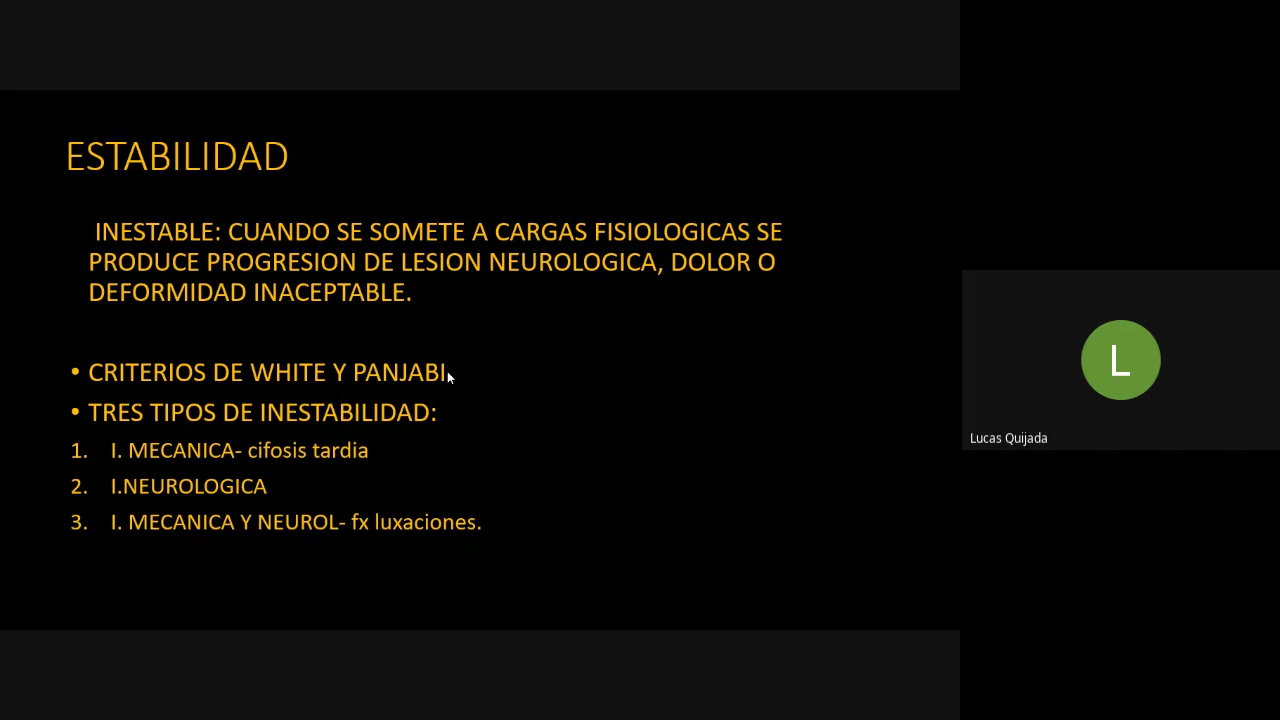 ESTABILIDAD
INESTABLE: CUANDO SE SOMETE A CARGAS FISIOLOGICAS SE
PRODUCE PROGRESION DE LESION NEUROLOGICA, DOLOR O
DEFORMIDAD INACEPTABLE.
• CRITERIOS DE WHITE Y PANJABI.
• TRES TIPOS DE INESTABILIDAD:
1. I. MECANICA- cifosis tardia
2. I.NEUROLOGICA
3. I. MECANICA Y NEUROL- fx luxaciones.
L
Lucas Quijada